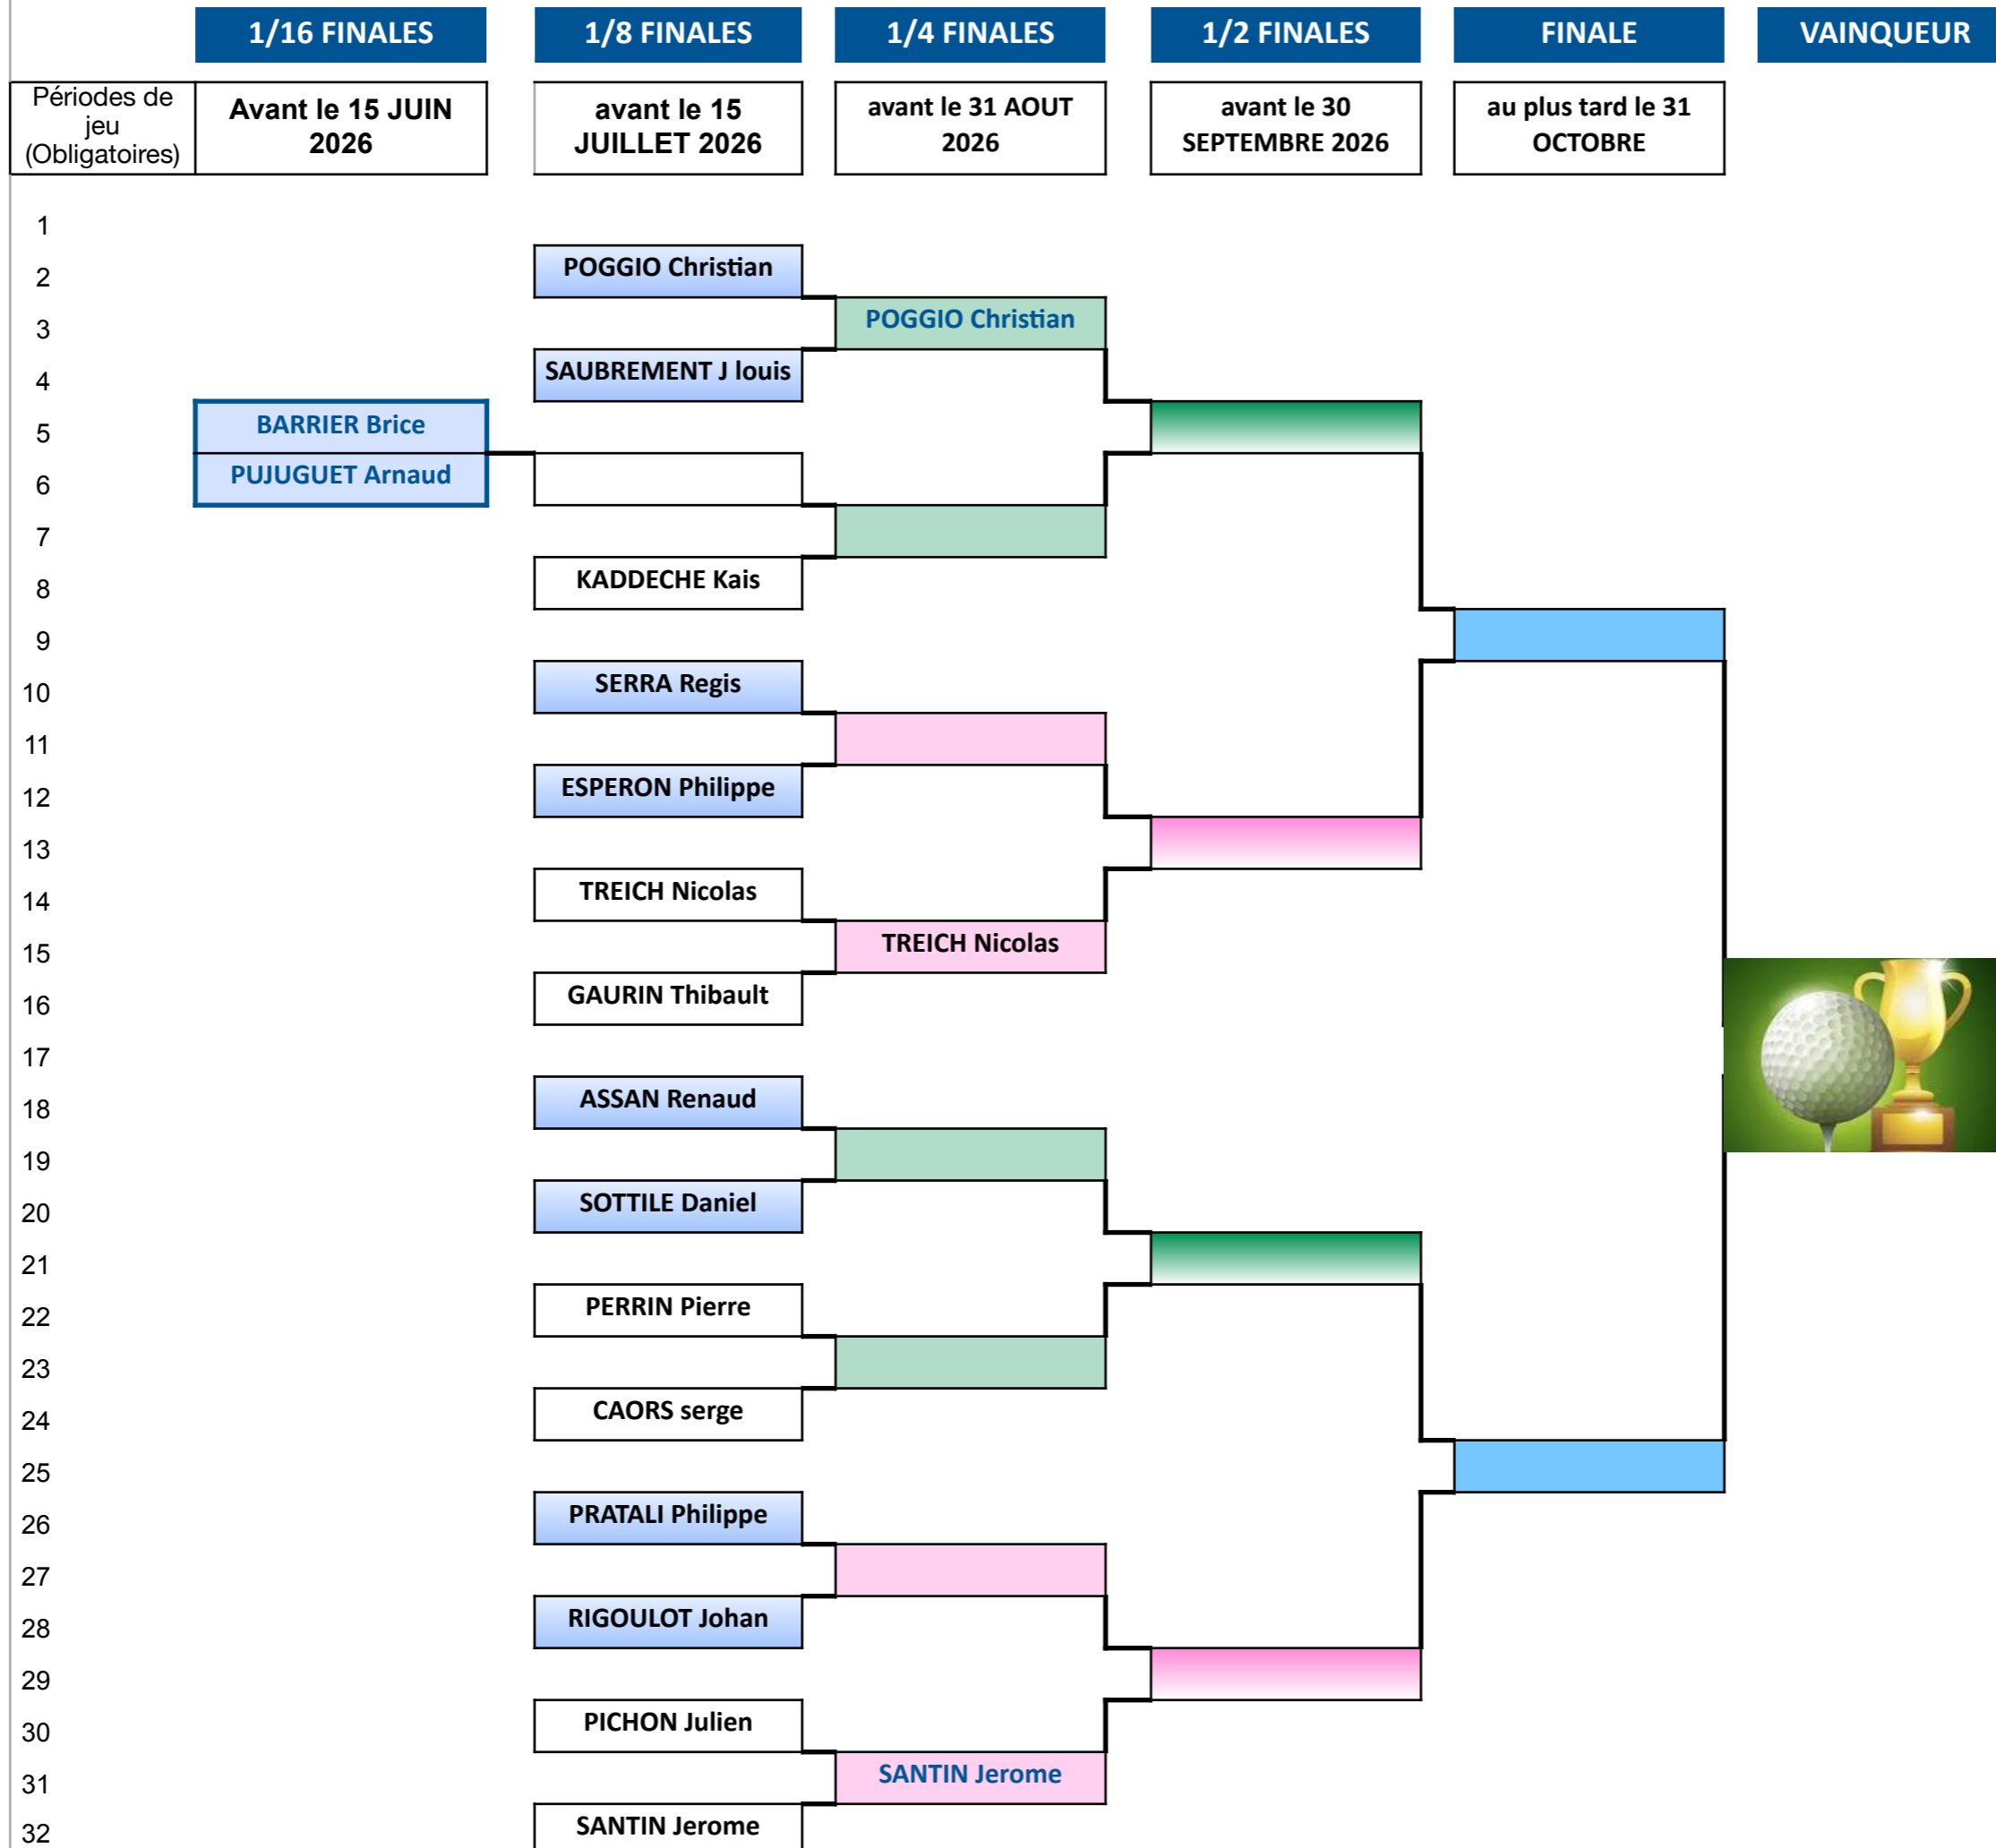 1/16 FINALES
1/8 FINALES
1/4 FINALES
1/2 FINALES
FINALE
VAINQUEUR
Périodes de
jeu
(Obligatoires)
Avant le 15 JUIN
2026
avant le 15
JUILLET 2026
avant le 31 AOUT
2026
avant le 30
SEPTEMBRE 2026
au plus tard le 31
OCTOBRE
1
2
POGGIO Christian
3
POGGIO Christian
4
SAUBREMENT J louis
5
BARRIER Brice
6
PUJUGUET Arnaud
7
8
KADDECHE Kais
9
10
SERRA Regis
11
12
ESPERON Philippe
13
14
TREICH Nicolas
15
TREICH Nicolas
16
GAURIN Thibault
17
18
ASSAN Renaud
19
20
SOTTILE Daniel
21
22
PERRIN Pierre
23
24
CAORS serge
25
26
PRATALI Philippe
27
28
RIGOULOT Johan
29
30
PICHON Julien
31
SANTIN Jerome
32
SANTIN Jerome